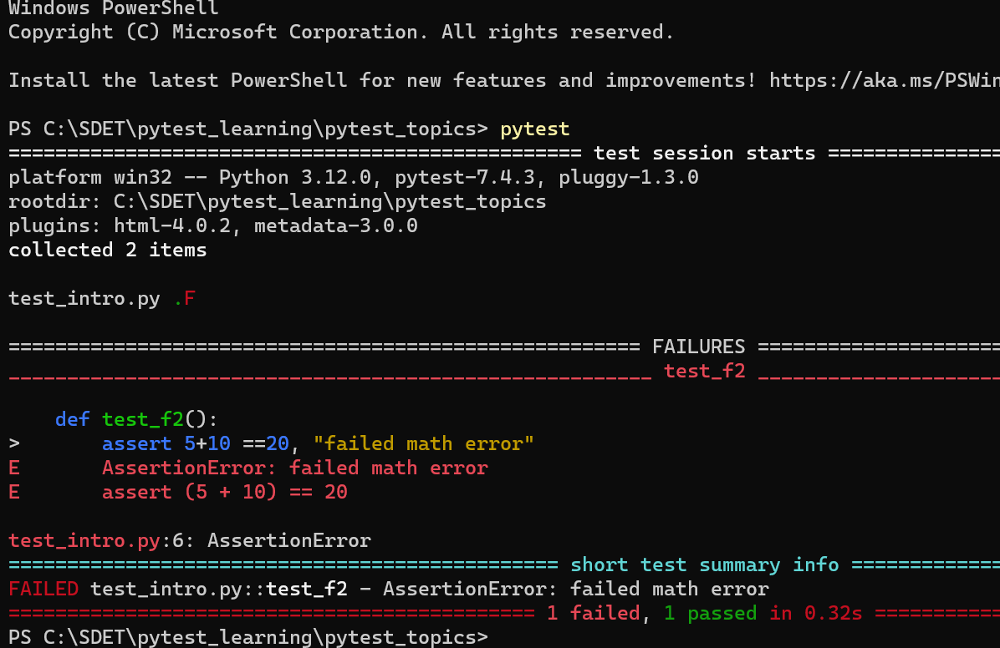 Windows PowerShell
Copyright (C) Microsoft Corporation. All rights reserved.
Install the latest PowerShell for new features and improvements! https://aka.ms/PSWin
PS C:\SDET\pytest_learning\pytest_topics> pytest
================================================= test session starts ===============
platform win32 -- Python 3.12.0, pytest-7.4.3, pluggy-1.3.0
rootdir: C:\SDET\pytest_learning\pytest_topics
plugins: html-4.0.2, metadata-3.0.0
collected 2 items
test_intro.py .F
====================================================== FAILURES =====================
_______________________________________________________ test_f2 _____________________
    def test_f2():
>       assert 5+10 ==20, "failed math error"
E       AssertionError: failed math error
E       assert (5 + 10) == 20
test_intro.py:6: AssertionError
=============================================== short test summary info =============
FAILED test_intro.py::test_f2 - AssertionError: failed math error
============================================= 1 failed, 1 passed in 0.32s ===========
PS C:\SDET\pytest_learning\pytest_topics>